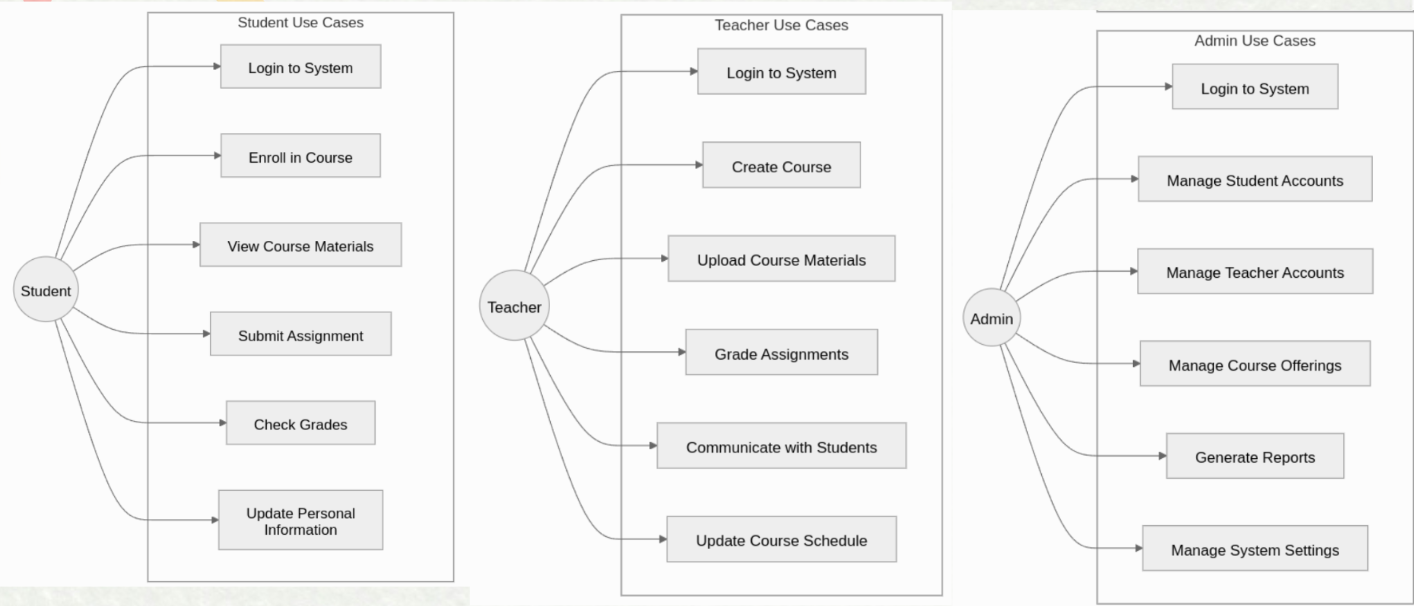 Student Use Cases
Login to System
Enroll in Course
View Course Materials
Student
Submit Assignment
Check Grades
Update Personal
Information
Teacher Use Cases
Login to System
Create Course
Upload Course Materials
Teacher
Grade Assignments
Communicate with Students
Update Course Schedule
Admin Use Cases
Login to System
Manage Student Accounts
Manage Teacher Accounts
Admin
Manage Course Offerings
Generate Reports
Manage System Settings